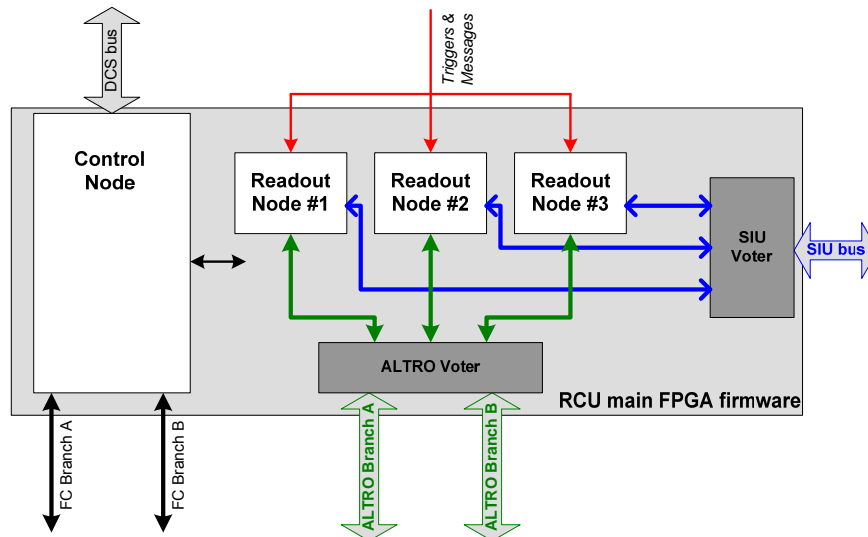 DCS bus
Triggers &
Messages
Control
Node
Readout
Node #1
Readout
Node #2
Readout
Node #3
SIU
Voter
SIU bus
ALTRO Voter
RCU main FPGA firmware
FC Branch A
FC Branch B
ALTRO Branch A
ALTRO Branch B